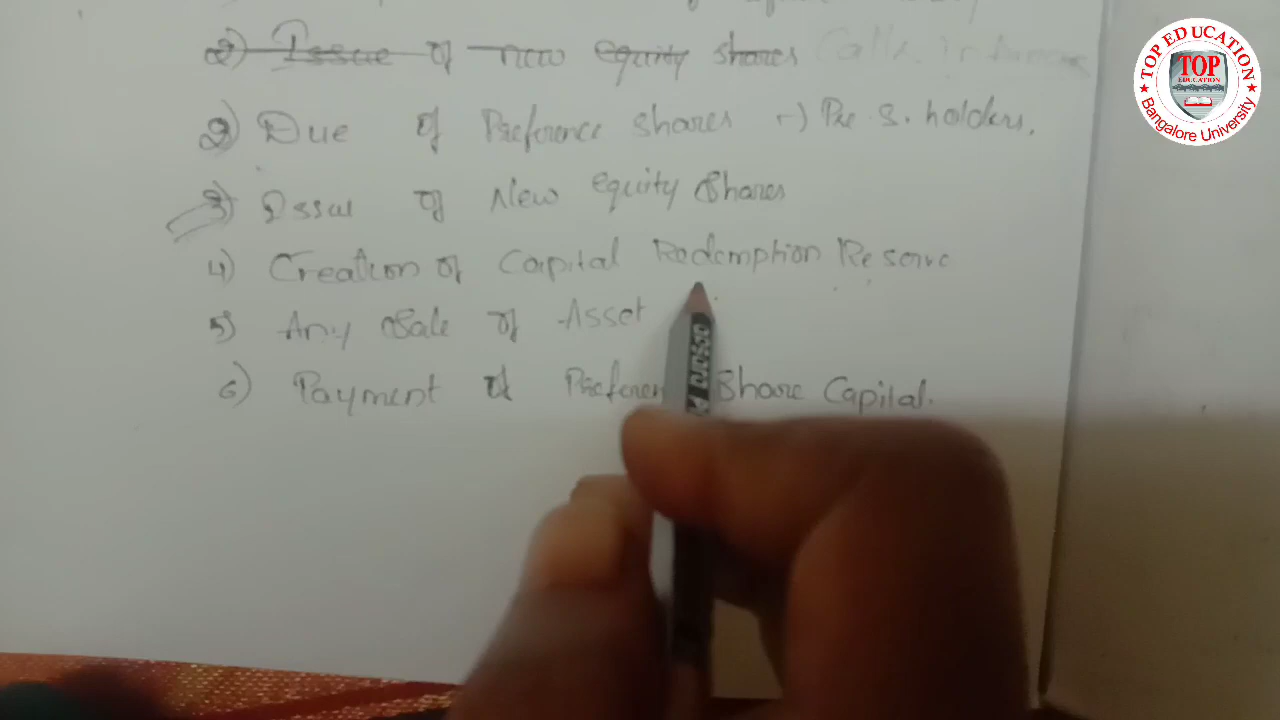 2) Issue of new equity shares Calls in
2) Due of Preference shares -) Pre. S. holders.
3) Issue of New equity Shares
4) Creation of Capital Redemption Reserve
5) Any Sale of Asset
6) Payment of Preferen Share Capital.
TOP EDUCATION
TOP
EDUCATION
Bangalore University